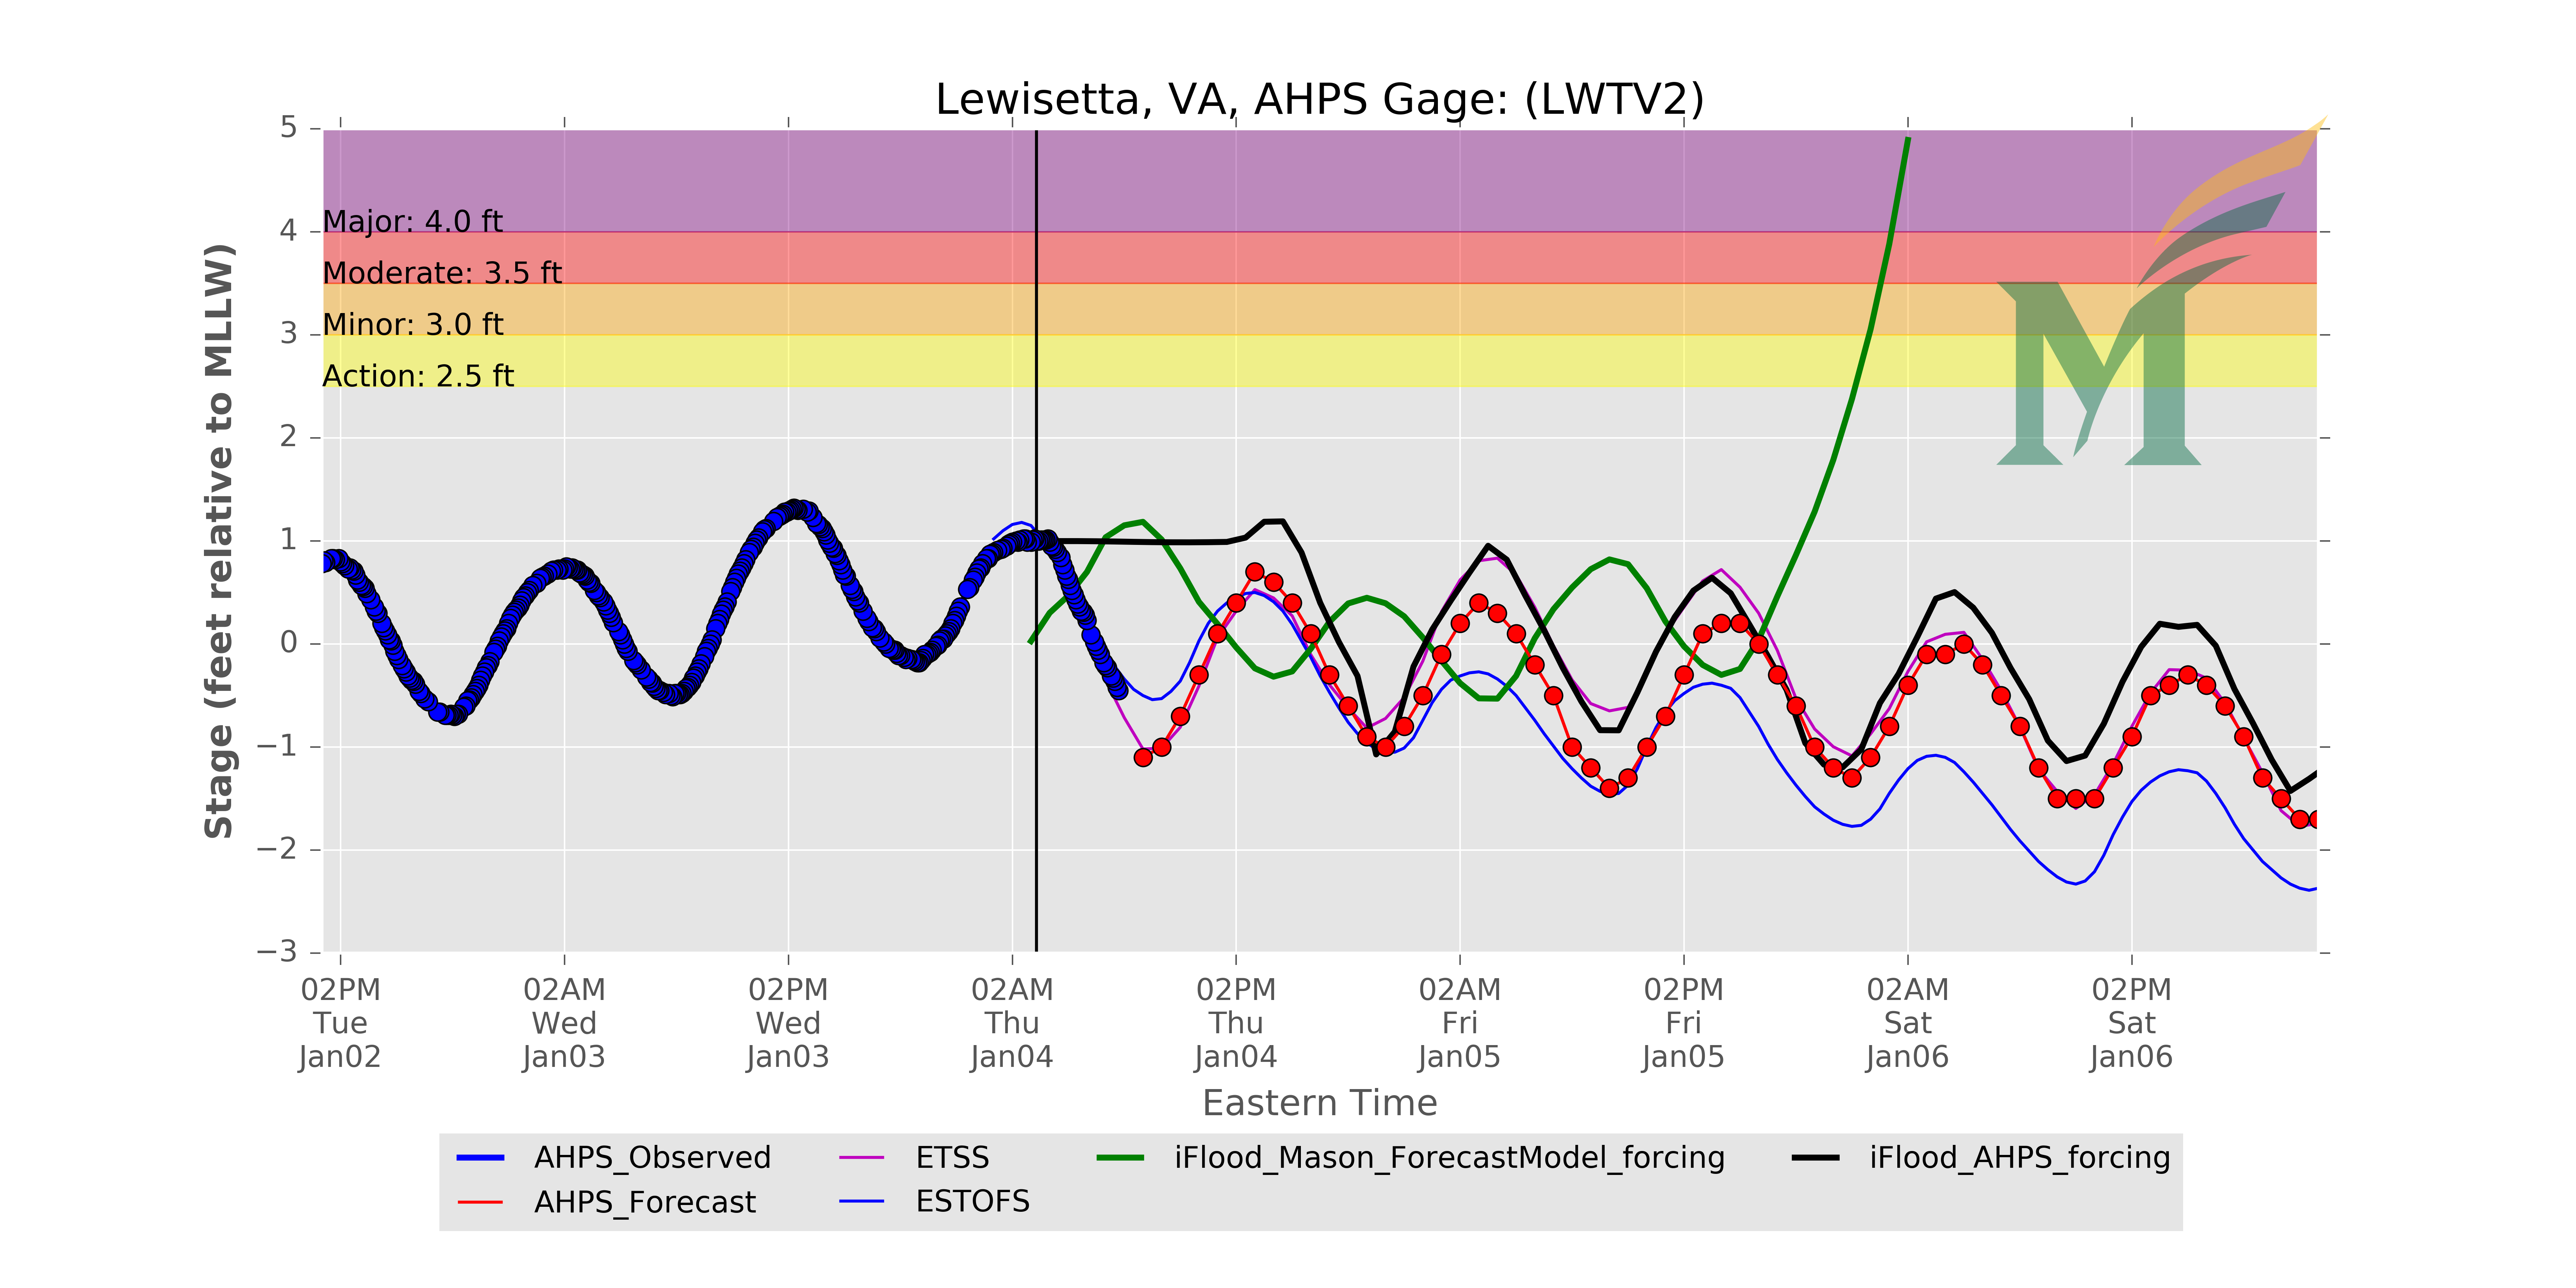 Lewisetta, VA, AHPS Gage: (LWTV2)
Stage (feet relative to MLLW)
5
4
3
2
1
0
−1
−2
−3
Major: 4.0 ft
Moderate: 3.5 ft
Minor: 3.0 ft
Action: 2.5 ft
M
02PM 02AM 02PM 02AM 02PM 02AM 02PM 02AM 02PM
Tue Wed Wed Thu Thu Fri Fri Sat Sat
Jan02 Jan03 Jan03 Jan04 Jan04 Jan05 Jan05 Jan06 Jan06
Eastern Time
AHPS_Observed ETSS iFlood_Mason_ForecastModel_forcing iFlood_AHPS_forcing
AHPS_Forecast ESTOFS